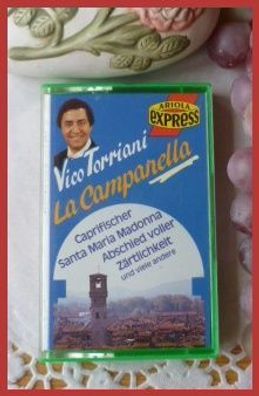 ARIOLA
EXPRESS
Vico Torriani
La Campanella
Caprifischer
Santa Maria Madonna
Abschied voller
Zärtlichkeit
und viele andere